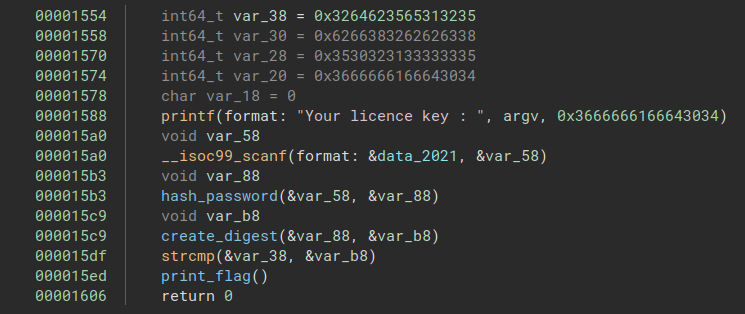 00001554 int64_t var_38 = 0x3264623565313235
00001558 int64_t var_30 = 0x6266383262626338
00001570 int64_t var_28 = 0x3530323133333335
00001574 int64_t var_20 = 0x3666666166643034
00001578 char var_18 = 0
00001588 printf(format: "Your licence key : ", argv, 0x3666666166643034)
000015a0 void var_58
000015a0 __isoc99_scanf(format: &data_2021, &var_58)
000015b3 void var_88
000015b3 hash_password(&var_58, &var_88)
000015c9 void var_b8
000015c9 create_digest(&var_88, &var_b8)
000015df strcmp(&var_38, &var_b8)
000015ed print_flag()
00001606 return 0